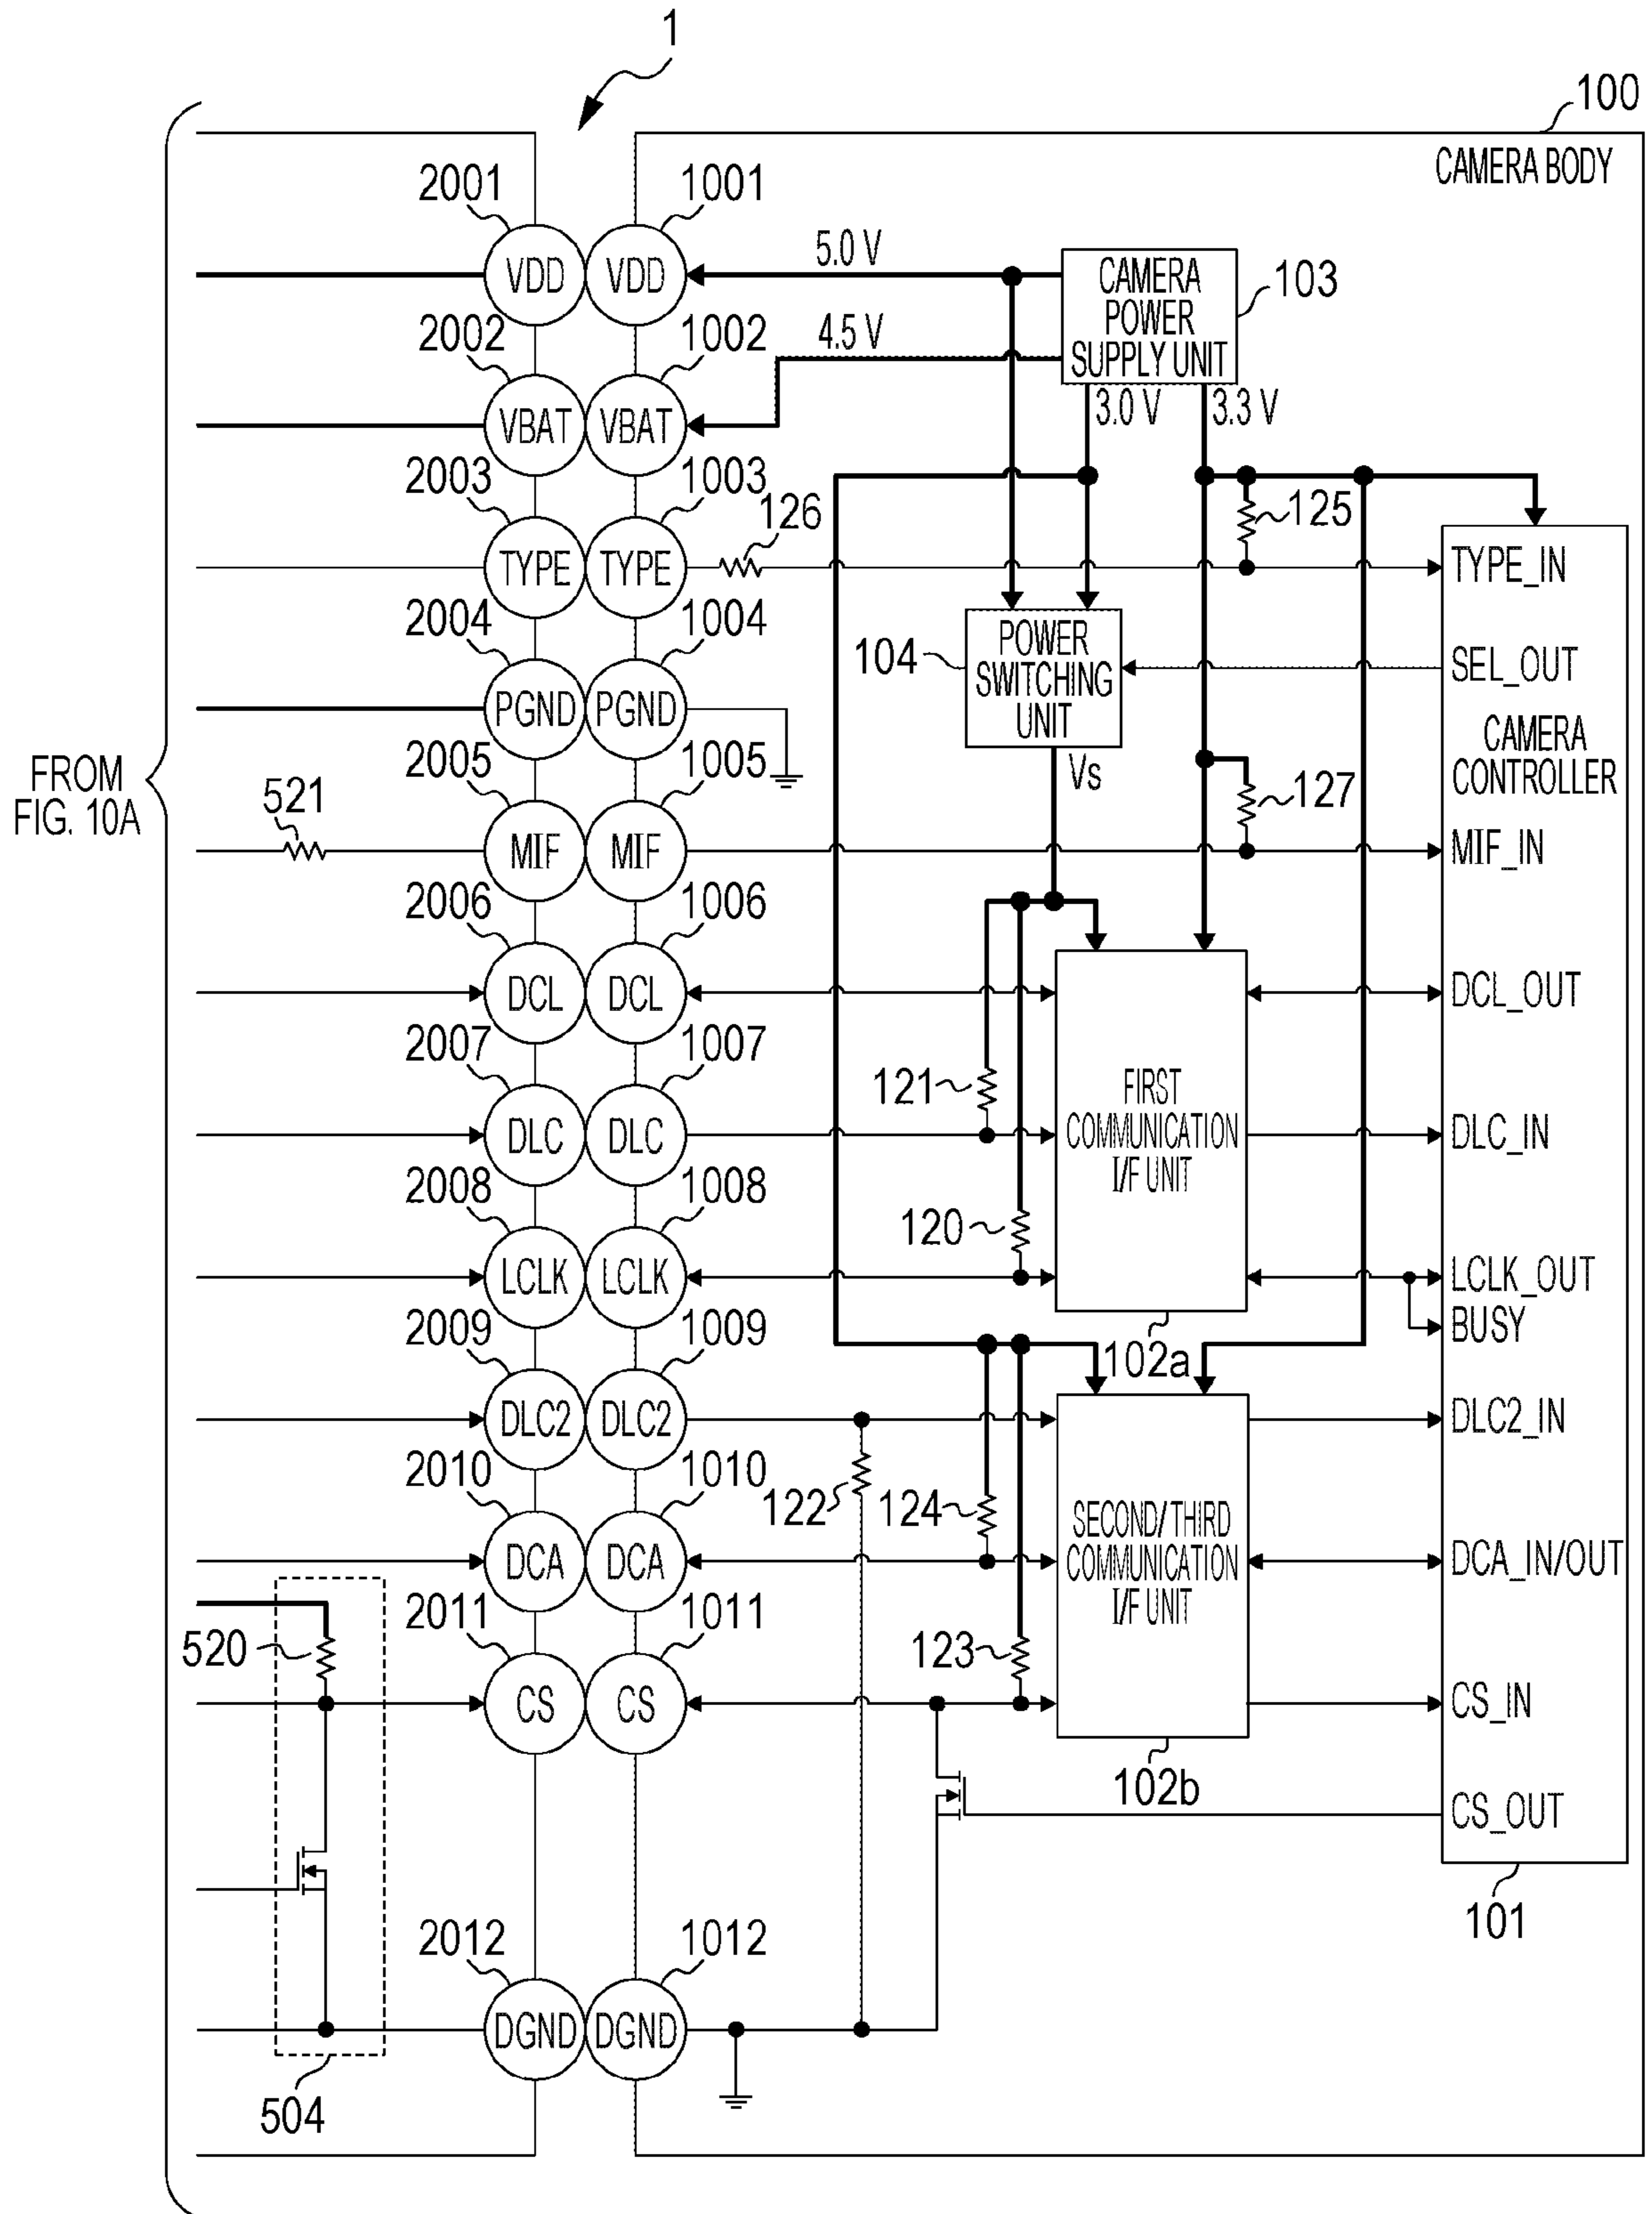 1
100
CAMERA BODY
2001
1001
VDD
VDD
5.0 V
CAMERA
POWER
SUPPLY UNIT
103
2002
1002
4.5 V
VBAT
VBAT
3.0 V
3.3 V
2003
1003
126
125
TYPE
TYPE
TYPE_IN
2004
1004
104
POWER
SWITCHING
UNIT
SEL_OUT
PGND
PGND
CAMERA
CONTROLLER
FROM
FIG. 10A
2005
1005
Vs
127
521
MIF
MIF
MIF_IN
2006
1006
DCL
DCL
DCL_OUT
2007
1007
121
FIRST
COMMUNICATION
I/F UNIT
DLC
DLC
DLC_IN
2008
1008
120
LCLK
LCLK
LCLK_OUT
BUSY
2009
1009
102a
DLC2
DLC2
DLC2_IN
2010
1010
122
124
SECOND/THIRD
COMMUNICATION
I/F UNIT
DCA
DCA
DCA_IN/OUT
2011
1011
520
123
CS
CS
CS_IN
102b
CS_OUT
101
2012
1012
DGND
DGND
504